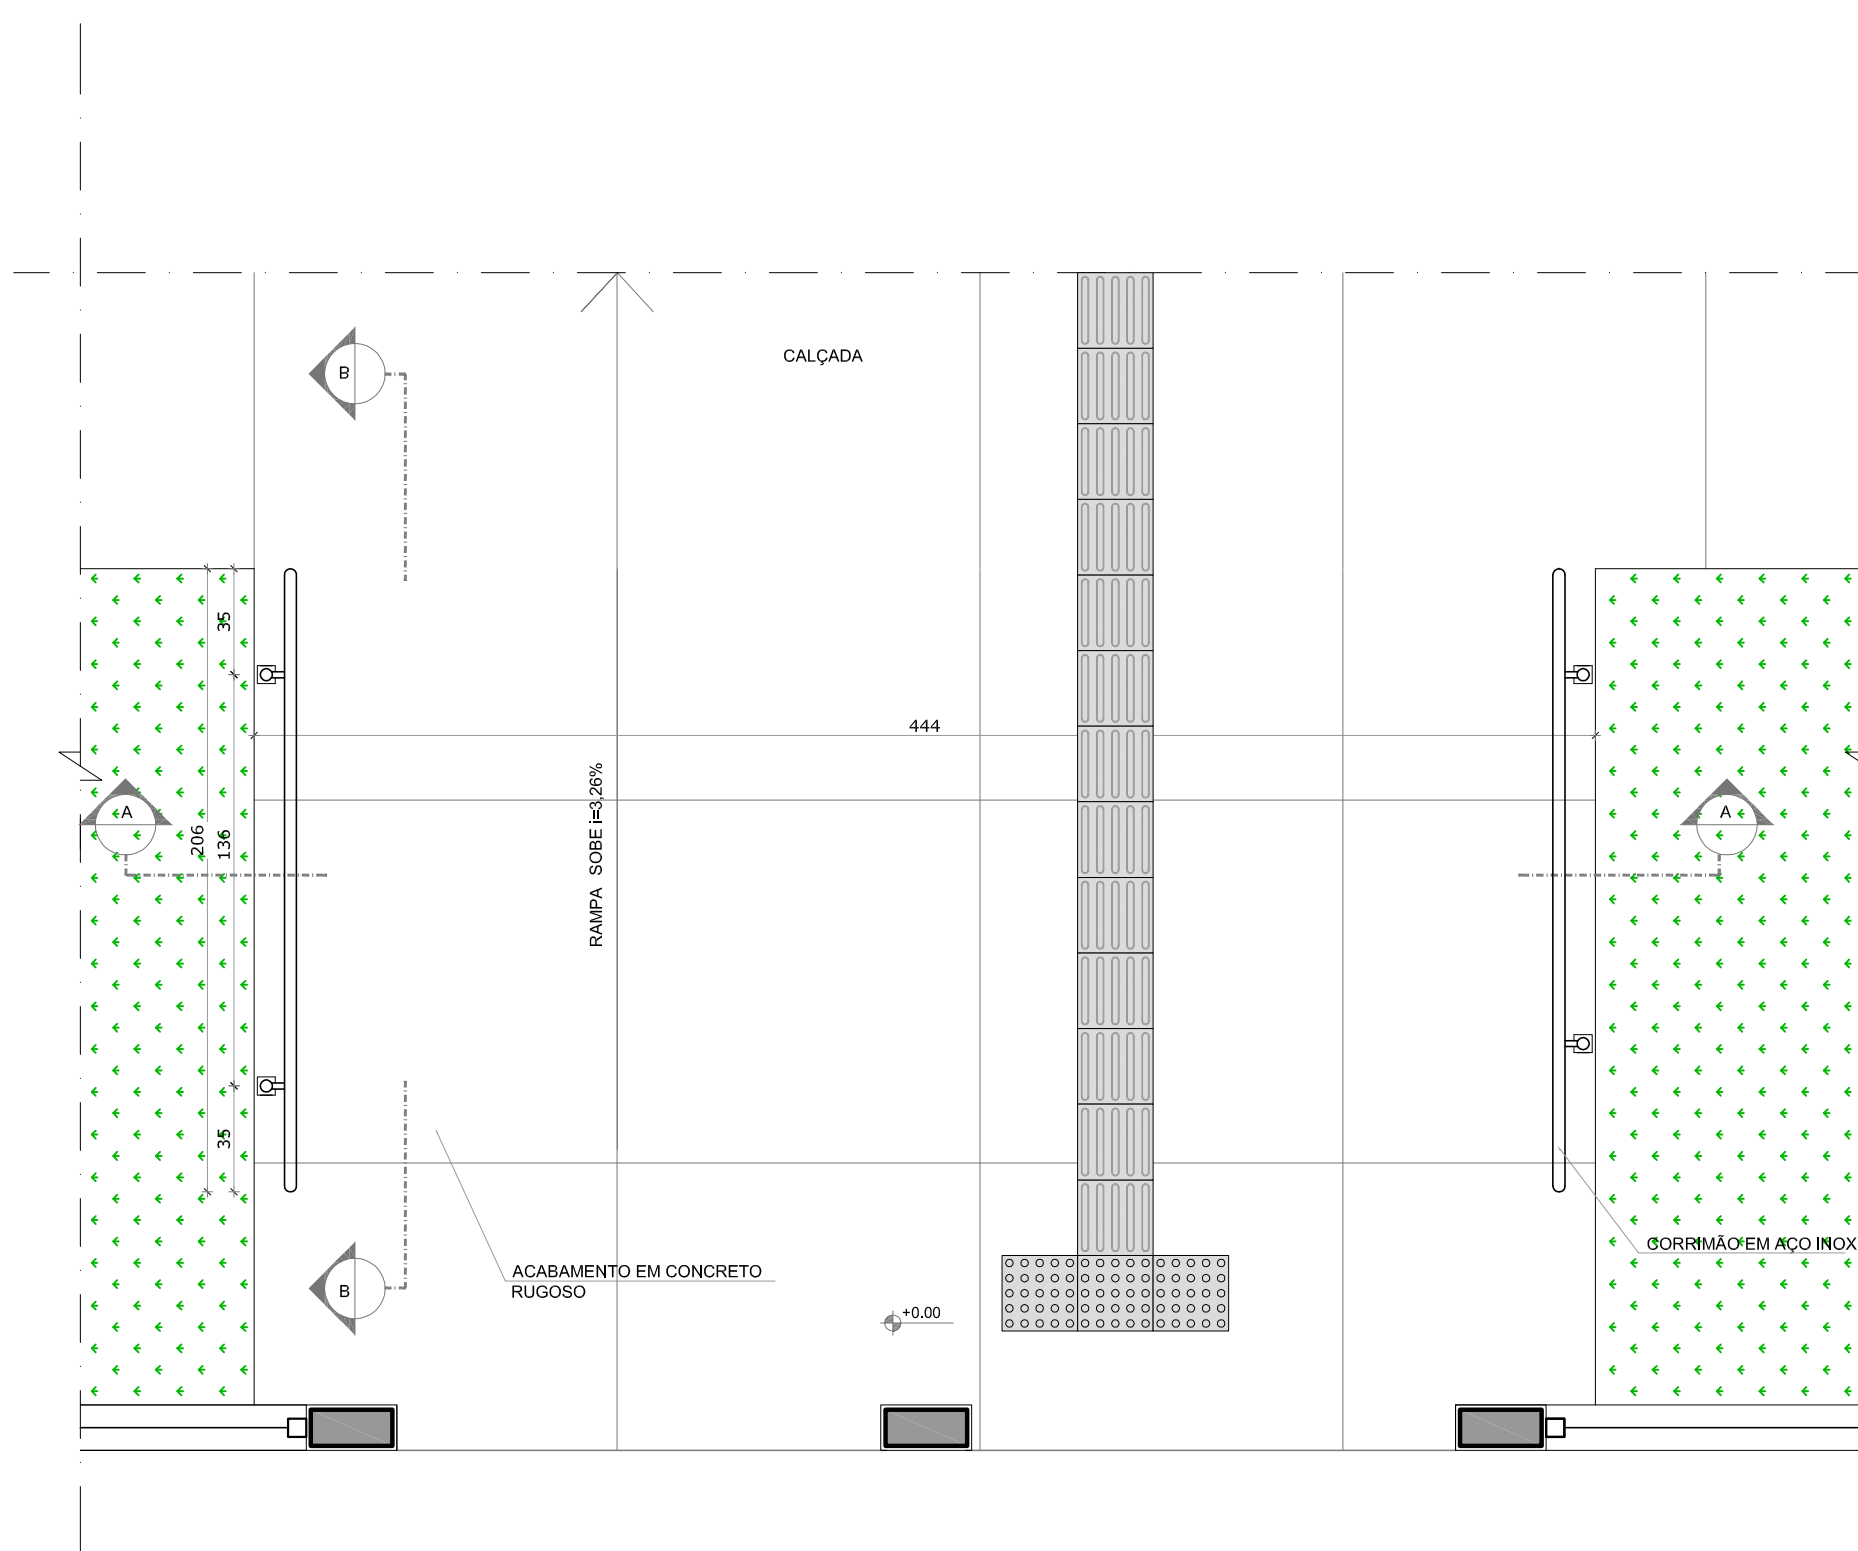 B
CALÇADA
35
444
RAMPA SOBE i=3,26%
A
A
206
136
35
CORRIMÃO EM AÇO INOX
ACABAMENTO EM CONCRETO
RUGOSO
B
+0.00